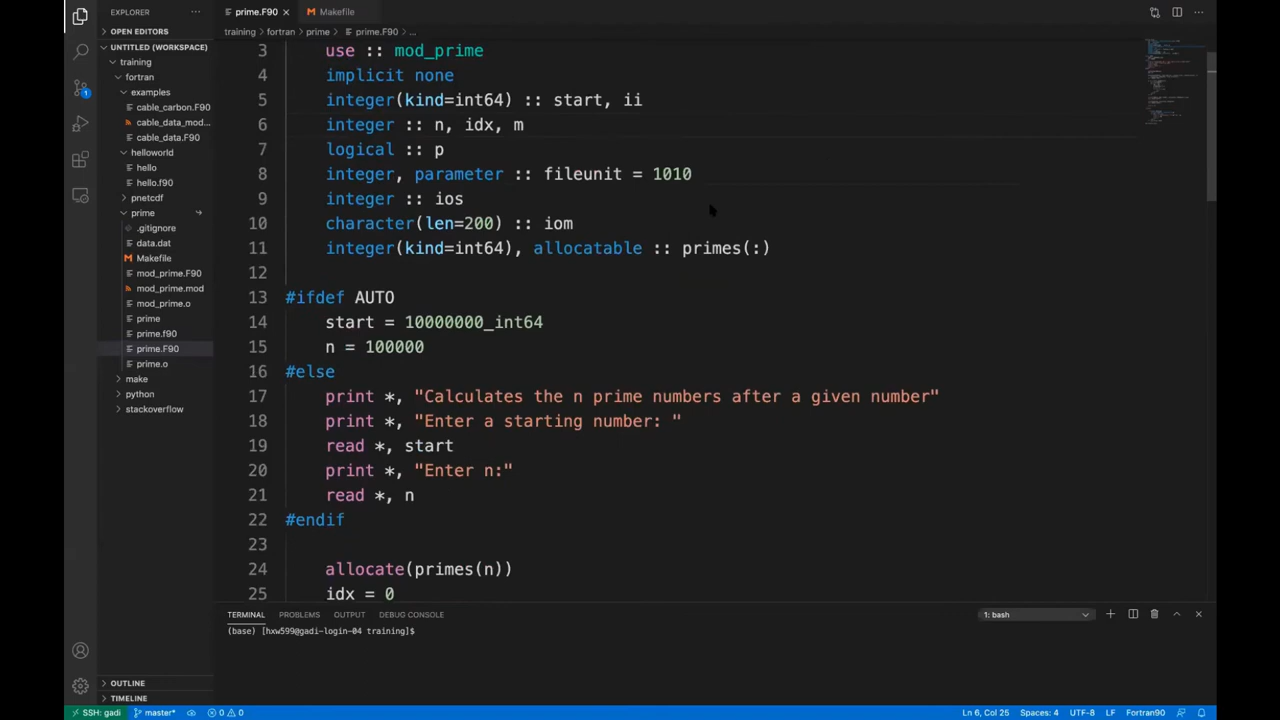 EXPLORER
prime.F90
Makefile
OPEN EDITORS
training
fortran
prime
prime.F90
...
UNTITLED (WORKSPACE)
training
fortran
examples
cable_carbon.F90
cable_data_mod...
cable_data.F90
helloworld
hello
hello.f90
pnetcdf
prime
.gitignore
data.dat
Makefile
mod_prime.F90
mod_prime.mod
mod_prime.o
prime
prime.f90
prime.F90
prime.o
make
python
stackoverflow
OUTLINE
TIMELINE
1
3 use :: mod_prime
4 implicit none
5 integer(kind=int64) :: start, ii
6 integer :: n, idx, m
7 logical :: p
8 integer, parameter :: fileunit = 1010
9 integer :: ios
10 character(len=200) :: iom
11 integer(kind=int64), allocatable :: primes(:)
12
13 #ifdef AUTO
14 start = 10000000_int64
15 n = 100000
16 #else
17 print *, "Calculates the n prime numbers after a given number"
18 print *, "Enter a starting number: "
19 read *, start
20 print *, "Enter n:"
21 read *, n
22 #endif
23
24 allocate(primes(n))
25 idx = 0
TERMINAL PROBLEMS OUTPUT DEBUG CONSOLE 1: bash
(base) [hxw599@gadi-login-04 training]$
SSH: gadi master* 0 0 Ln 6, Col 25 Spaces: 4 UTF-8 LF Fortran90